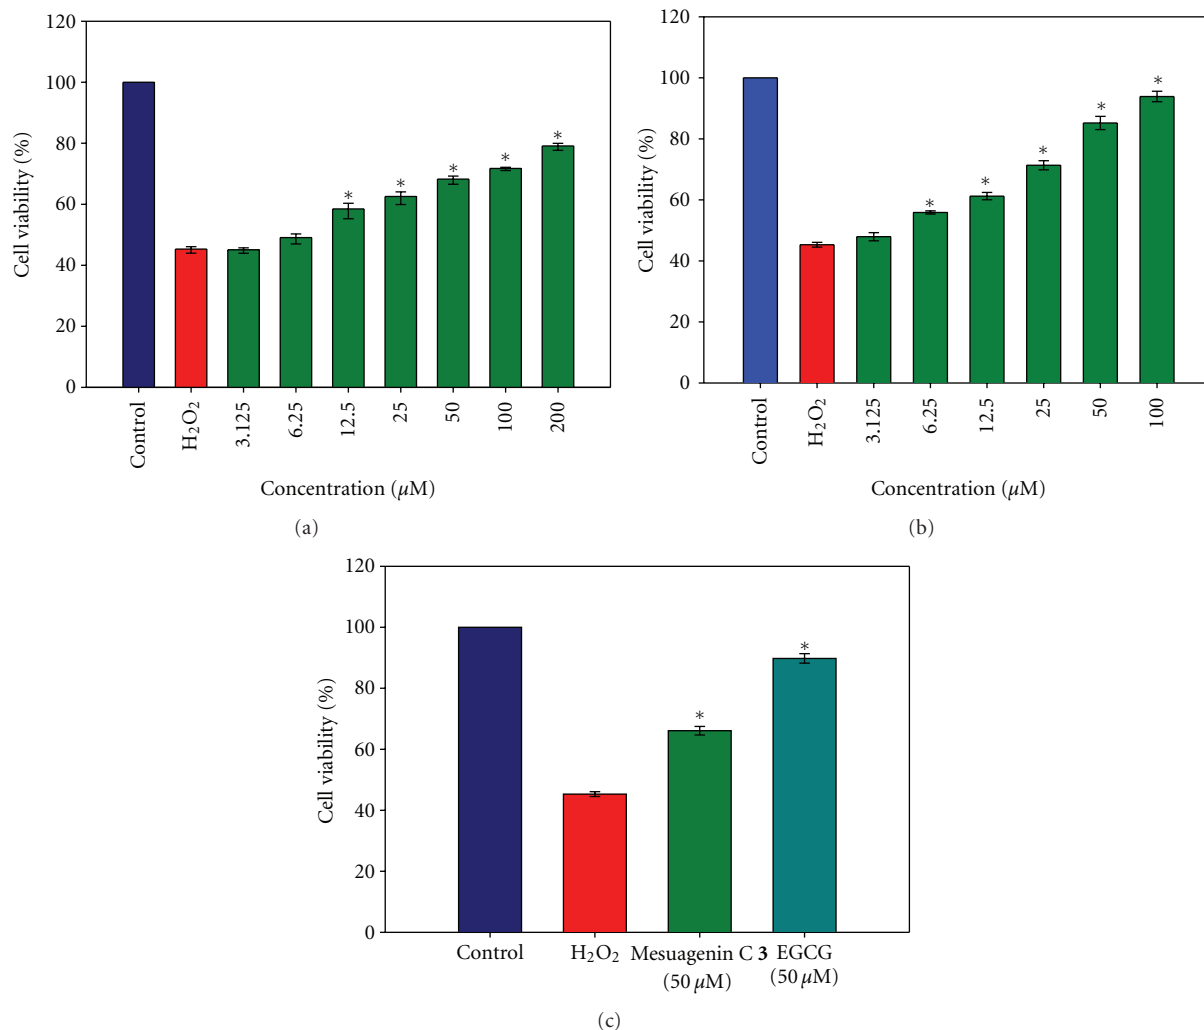 120
100
80
60
40
20
0
Cell viability (%)
* * * * *
Control H₂O₂ 3.125 6.25 12.5 25 50 100 200
Concentration (µM)
(a)
120
100
80
60
40
20
0
Cell viability (%)
* * * * *
Control H₂O₂ 3.125 6.25 12.5 25 50 100
Concentration (µM)
(b)
120
100
80
60
40
20
0
Cell viability (%)
* *
Control H₂O₂ Mesuagenin C 3 EGCG
(50 µM) (50 µM)
(c)